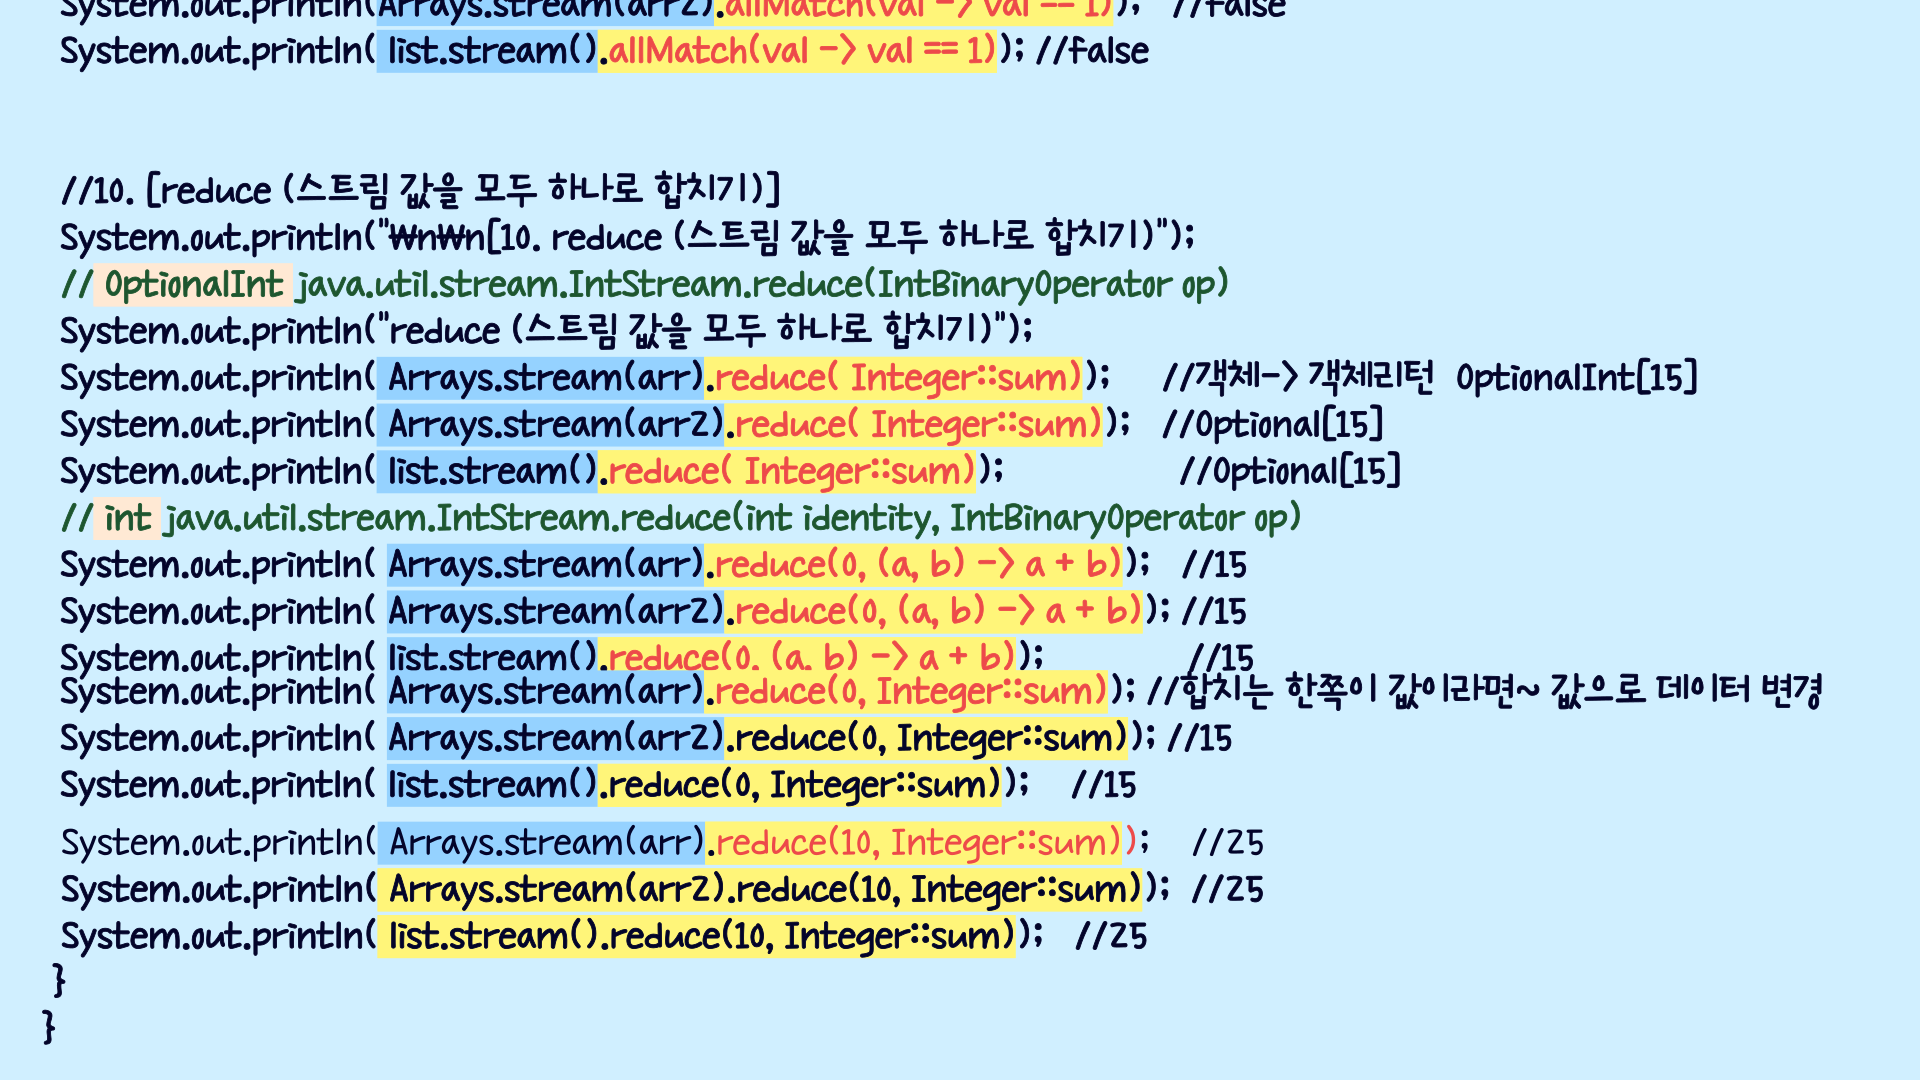 System.out.println(Arrays.stream(arr2).allMatch(val -> val == 1)); //false
System.out.println( list.stream().allMatch(val -> val == 1)); //false
//10. [reduce (스트림 값을 모두 하나로 합치기)]
System.out.println("₩n₩n[10. reduce (스트림 값을 모두 하나로 합치기)");
// OptionalInt java.util.stream.IntStream.reduce(IntBinaryOperator op)
System.out.println("reduce (스트림 값을 모두 하나로 합치기)");
System.out.println( Arrays.stream(arr).reduce( Integer::sum)); //객체-> 객체리턴 OptionalInt[15]
System.out.println( Arrays.stream(arr2).reduce( Integer::sum)); //Optional[15]
System.out.println( list.stream().reduce( Integer::sum)); //Optional[15]
// int java.util.stream.IntStream.reduce(int identity, IntBinaryOperator op)
System.out.println( Arrays.stream(arr).reduce(0, (a, b) -> a + b)); //15
System.out.println( Arrays.stream(arr2).reduce(0, (a, b) -> a + b)); //15
System.out.println( list.stream().reduce(0, (a, b) -> a + b)); //15
System.out.println( Arrays.stream(arr).reduce(0, Integer::sum)); //합치는 한쪽이 값이라면~ 값으로 데이터 변경
System.out.println( Arrays.stream(arr2).reduce(0, Integer::sum)); //15
System.out.println( list.stream().reduce(0, Integer::sum)); //15
System.out.println( Arrays.stream(arr).reduce(10, Integer::sum)); //25
System.out.println( Arrays.stream(arr2).reduce(10, Integer::sum)); //25
System.out.println( list.stream().reduce(10, Integer::sum)); //25
}
}